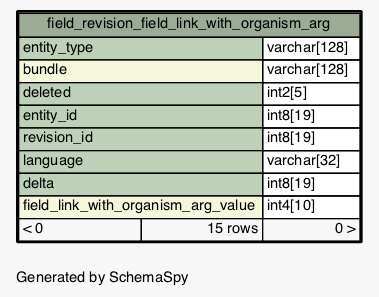 field_revision_field_link_with_organism_arg
entity_type varchar[128]
bundle varchar[128]
deleted int2[5]
entity_id int8[19]
revision_id int8[19]
language varchar[32]
delta int8[19]
field_link_with_organism_arg_value int4[10]
< 0 15 rows 0 >
Generated by SchemaSpy